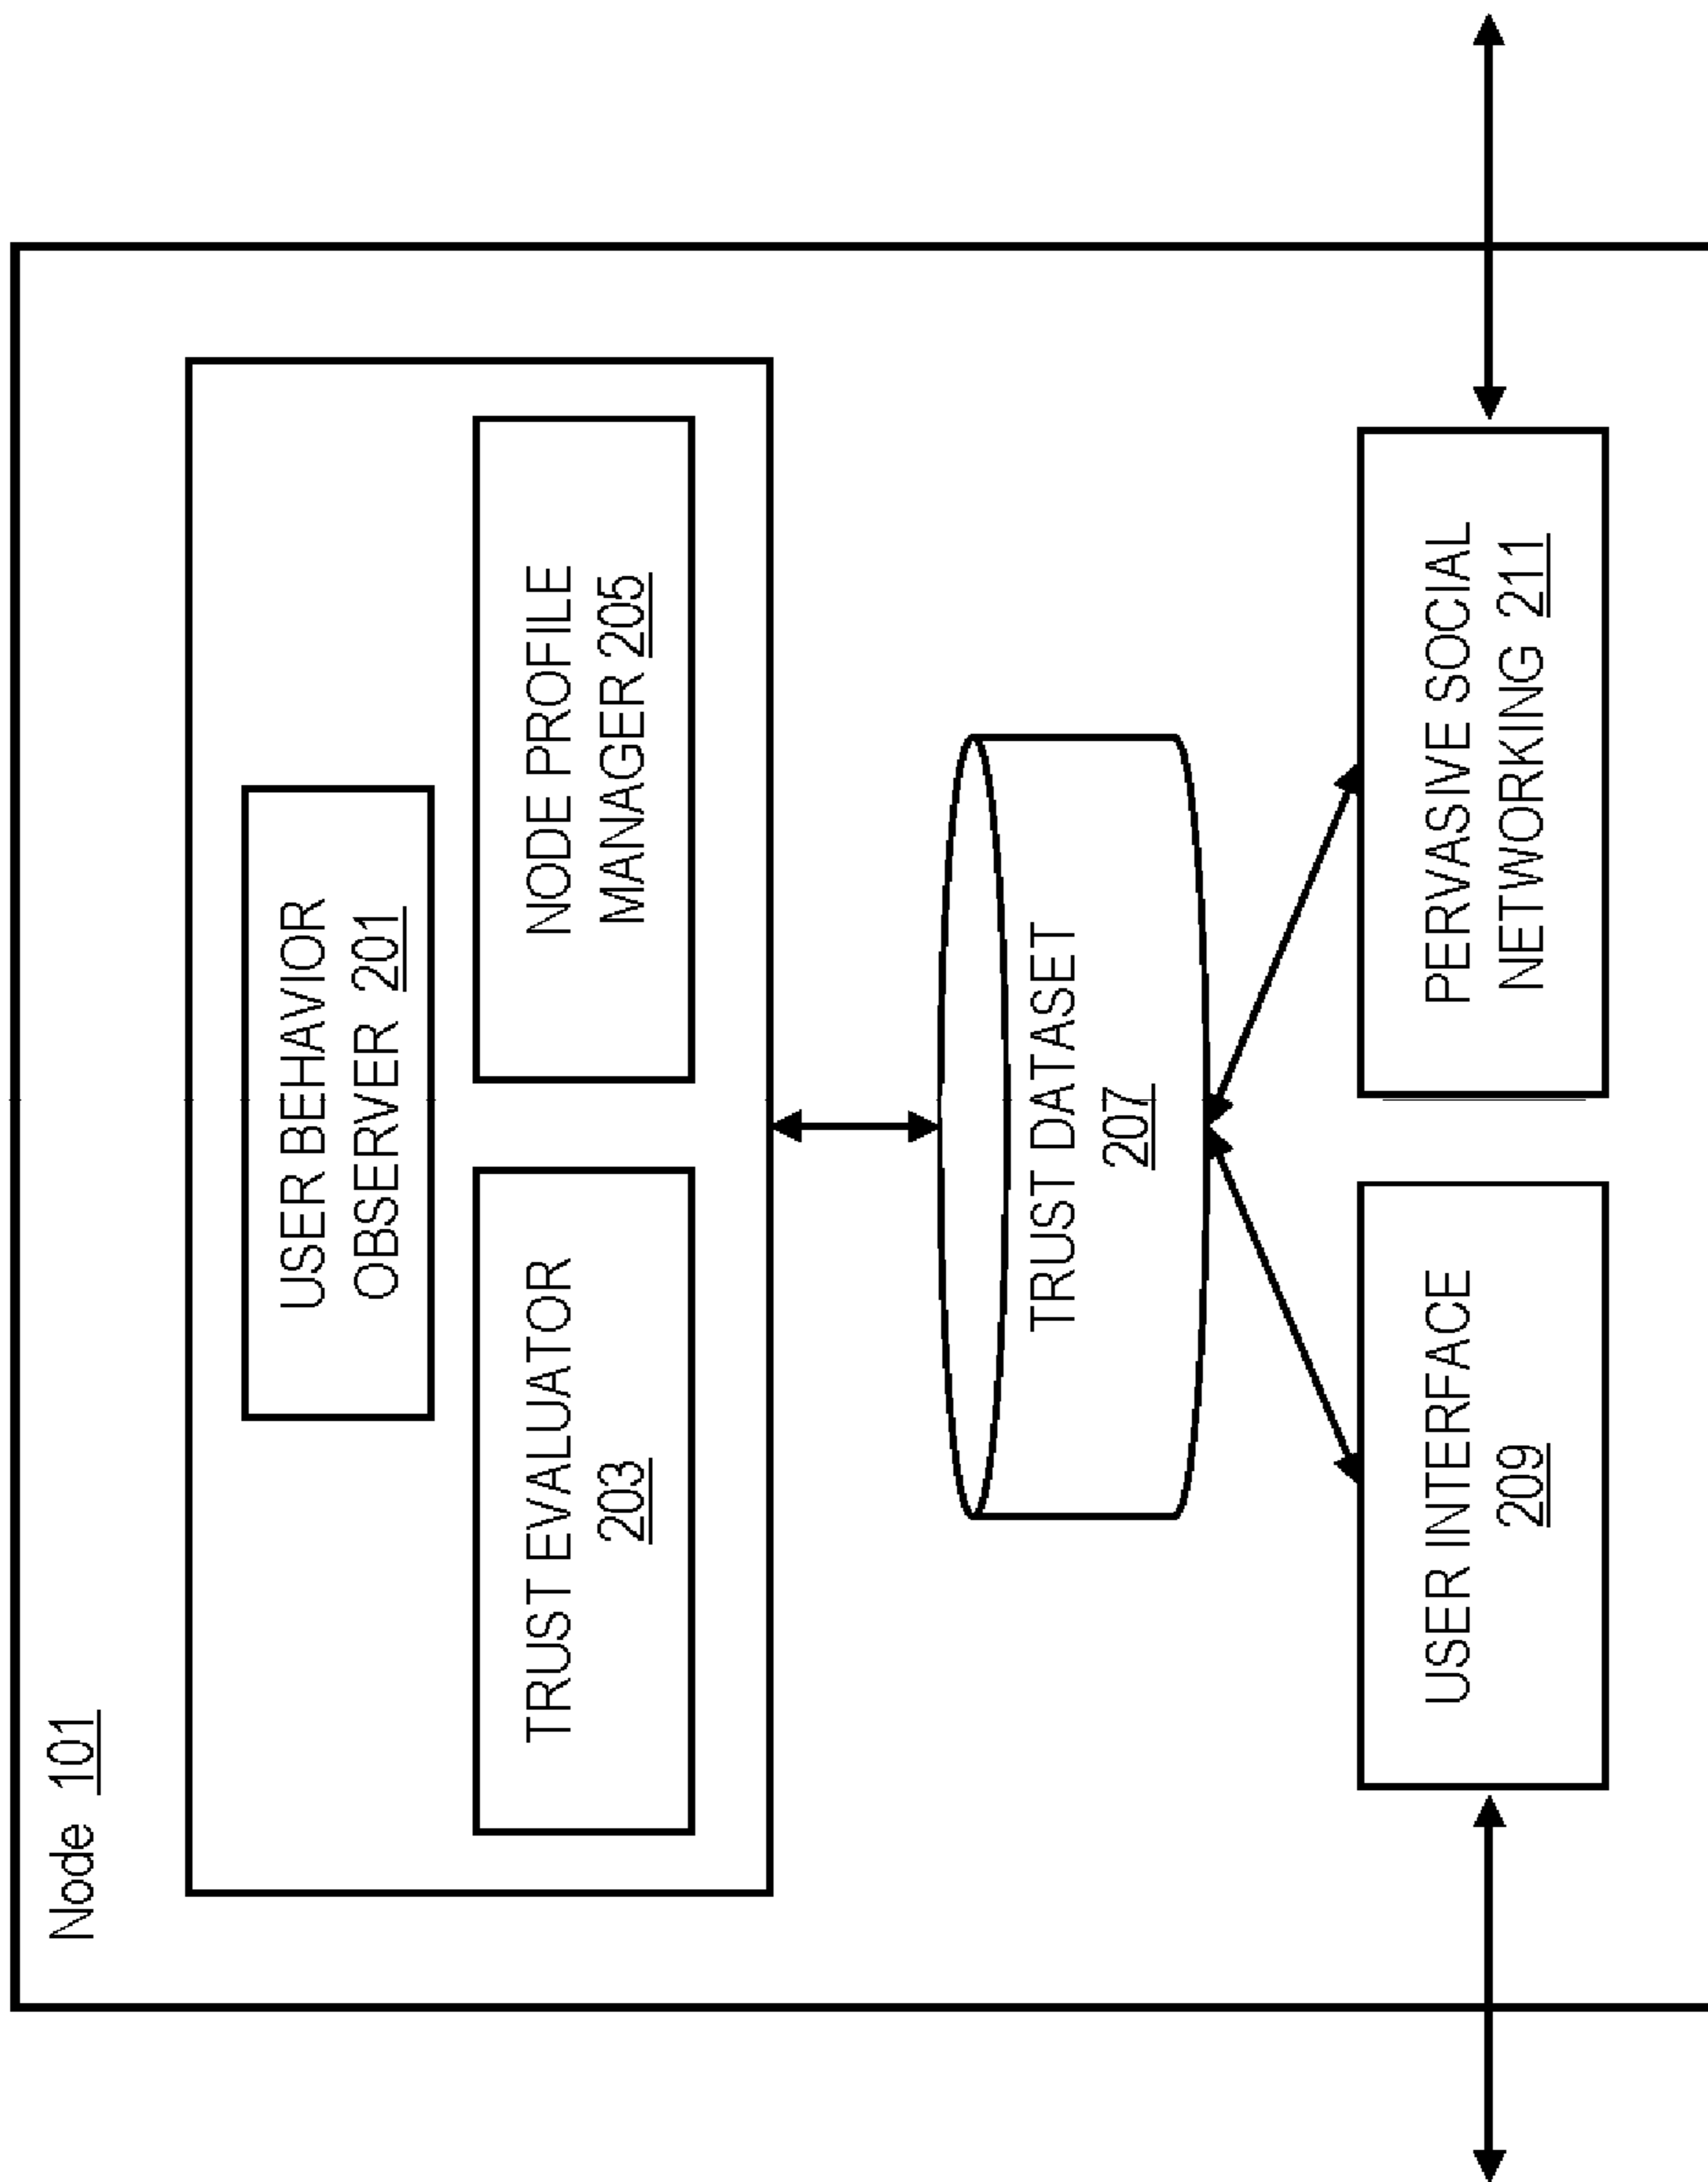 Node 101
USER BEHAVIOR
OBSERVER 201
TRUST EVALUATOR
203
NODE PROFILE
MANAGER 205
TRUST DATASET
207
USER INTERFACE
209
PERVASIVE SOCIAL
NETWORKING 211